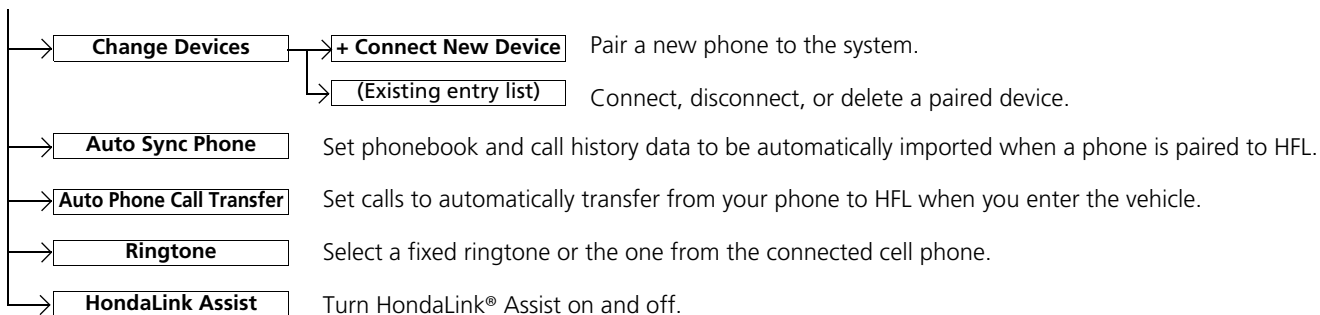 Change Devices + Connect New Device Pair a new phone to the system.
(Existing entry list) Connect, disconnect, or delete a paired device.
Auto Sync Phone Set phonebook and call history data to be automatically imported when a phone is paired to HFL.
Auto Phone Call Transfer Set calls to automatically transfer from your phone to HFL when you enter the vehicle.
Ringtone Select a fixed ringtone or the one from the connected cell phone.
HondaLink Assist Turn HondaLink® Assist on and off.